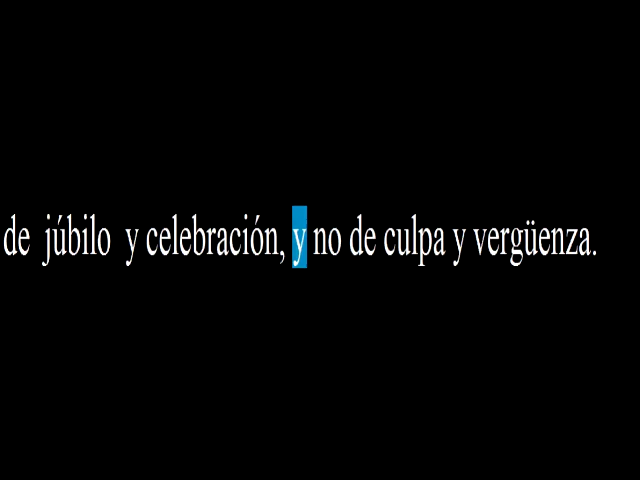 de júbilo y celebración, y no de culpa y vergüenza.